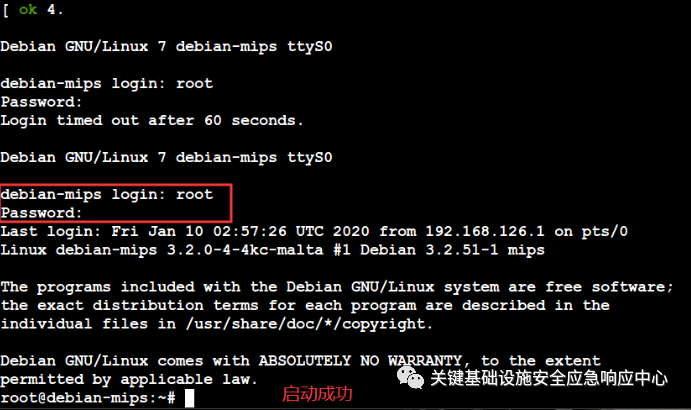 [ ok 4.
Debian GNU/Linux 7 debian-mips ttyS0
debian-mips login: root
Password:
Login timed out after 60 seconds.
Debian GNU/Linux 7 debian-mips ttyS0
debian-mips login: root
Password:
Last login: Fri Jan 10 02:57:26 UTC 2020 from 192.168.126.1 on pts/0
Linux debian-mips 3.2.0-4-4kc-malta #1 Debian 3.2.51-1 mips
The programs included with the Debian GNU/Linux system are free software;
the exact distribution terms for each program are described in the
individual files in /usr/share/doc/*/copyright.
Debian GNU/Linux comes with ABSOLUTELY NO WARRANTY, to the extent
permitted by applicable law.
关键基础设施安全应急响应中心
root@debian-mips:~#
启动成功